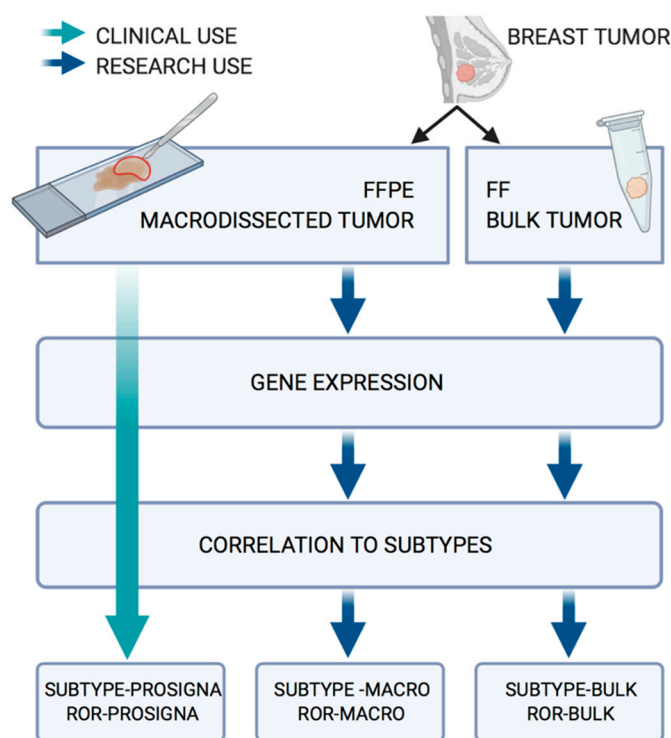 CLINICAL USE
RESEARCH USE
BREAST TUMOR
FFPE
MACRODISSECTED TUMOR
FF
BULK TUMOR
GENE EXPRESSION
CORRELATION TO SUBTYPES
SUBTYPE-PROSIGNA
ROR-PROSIGNA
SUBTYPE -MACRO
ROR-MACRO
SUBTYPE-BULK
ROR-BULK